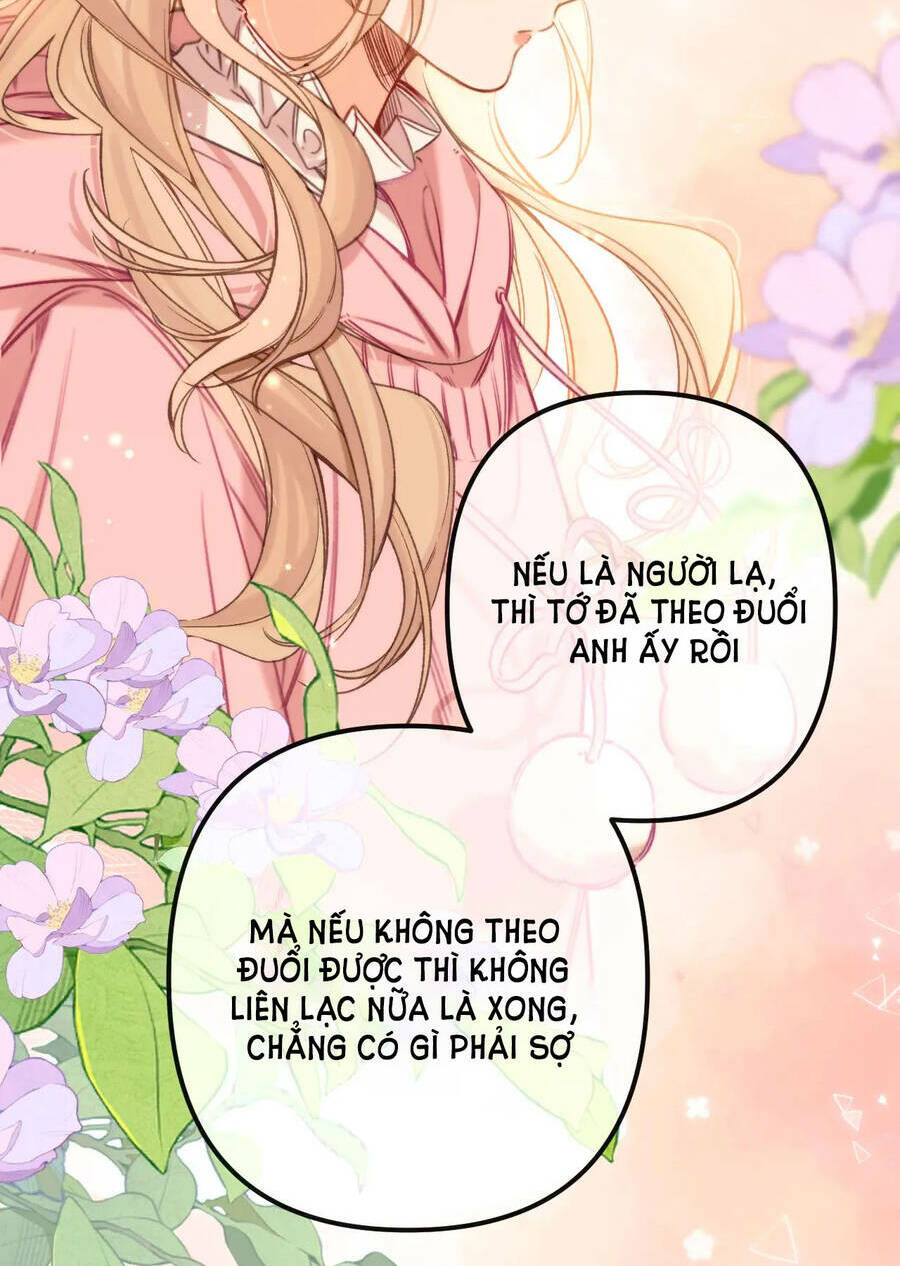 NẾU LÀ NGƯỜI LẠ,
THÌ TỚ ĐÃ THEO ĐUỔI
ANH ẤY RỒI
MÀ NẾU KHÔNG THEO
ĐUỔI ĐƯỢC THÌ KHÔNG
LIÊN LẠC NỮA LÀ XONG,
CHẲNG CÓ GÌ PHẢI SỢ